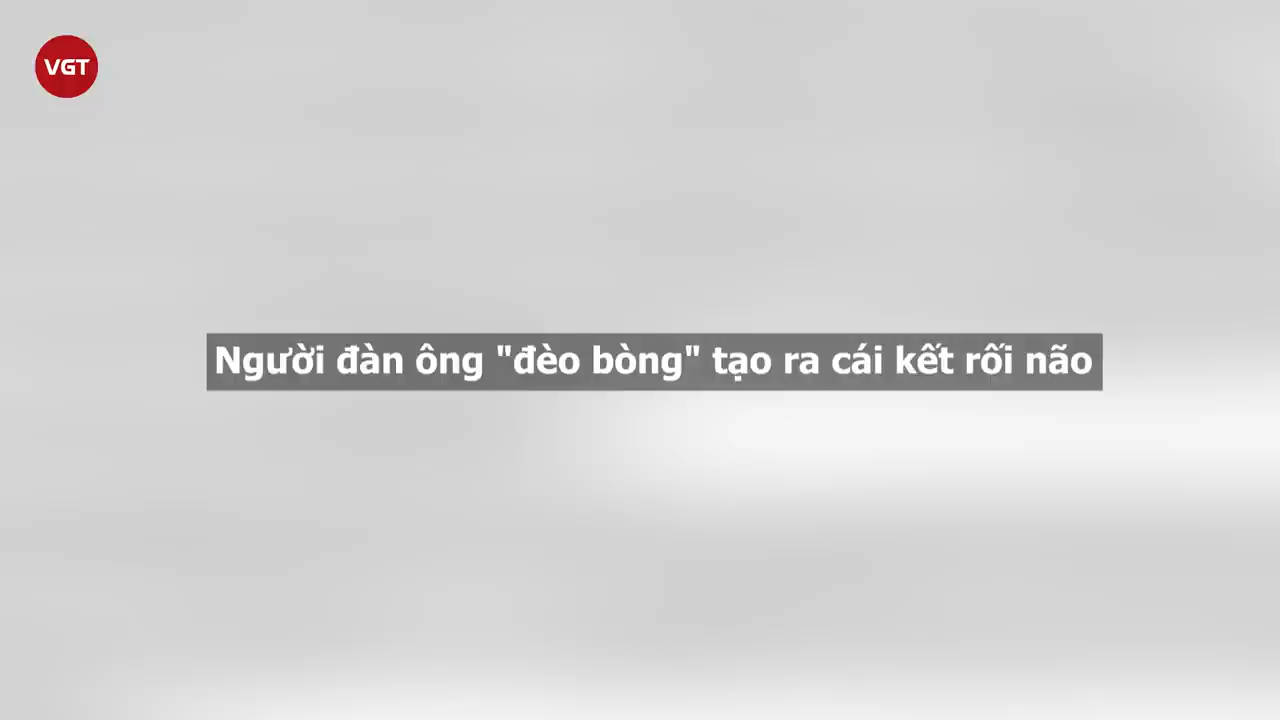 VGT
Người đàn ông "đèo bòng" tạo ra cái kết rối não